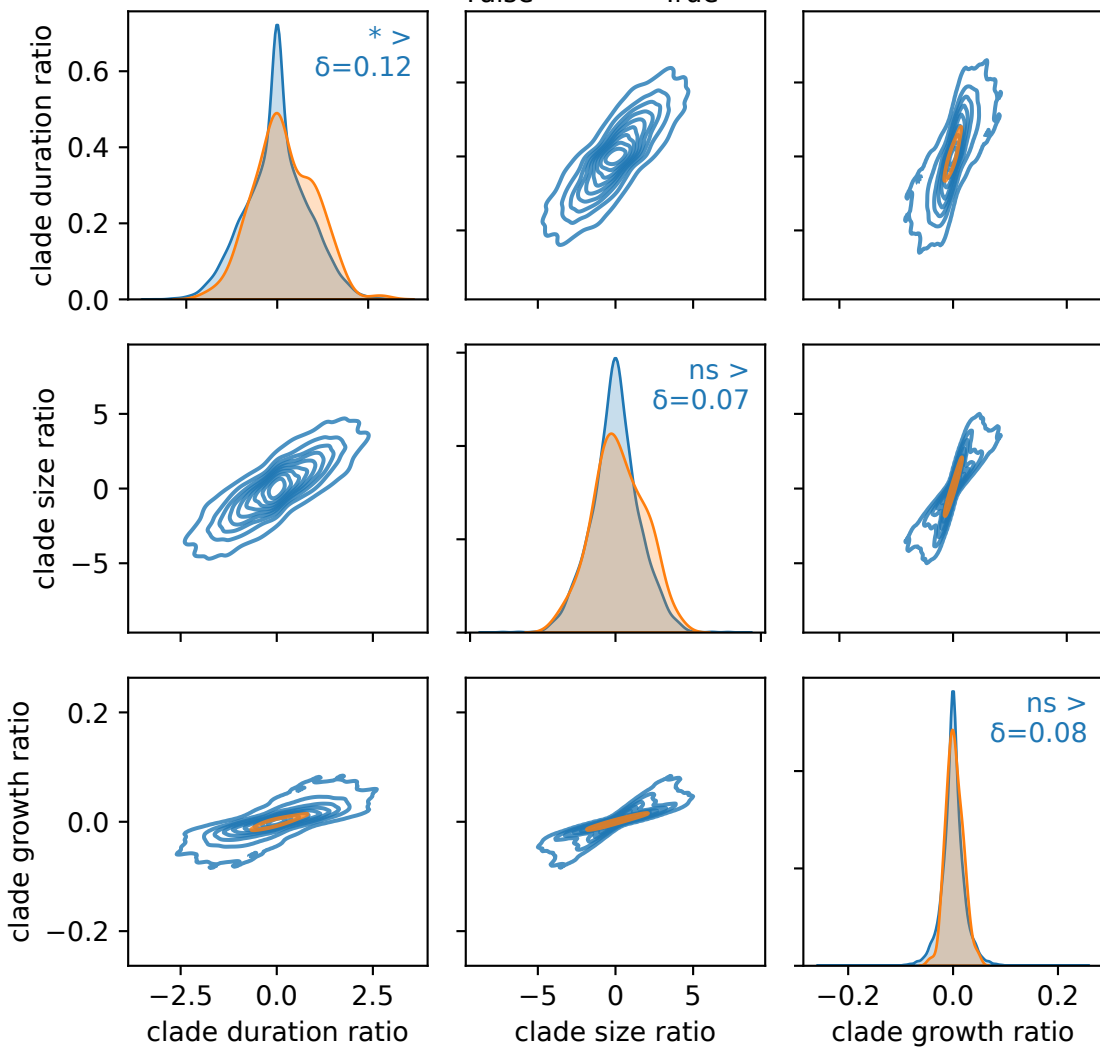 clade duration ratio
0.6
0.4
0.2
0.0
* >
δ=0.12
clade size ratio
5
0
−5
ns >
δ=0.07
clade growth ratio
0.2
0.0
−0.2
ns >
δ=0.08
−2.5 0.0 2.5
−5 0 5
−0.2 0.0 0.2
clade duration ratio
clade size ratio
clade growth ratio